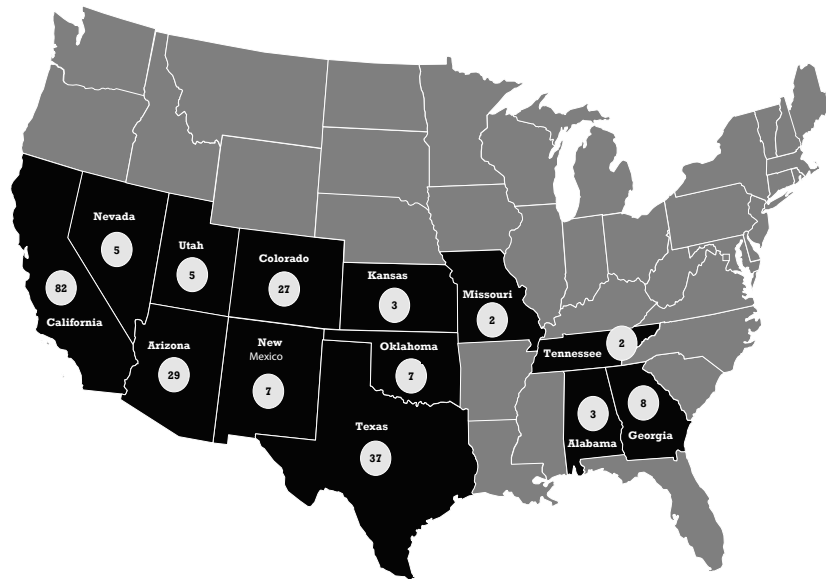 Nevada
5
Utah
5
Colorado
27
Kansas
3
Missouri
2
82
California
Arizona
29
New
Mexico
7
Oklahoma
7
Tennessee
2
Texas
37
3
Alabama
8
Georgia